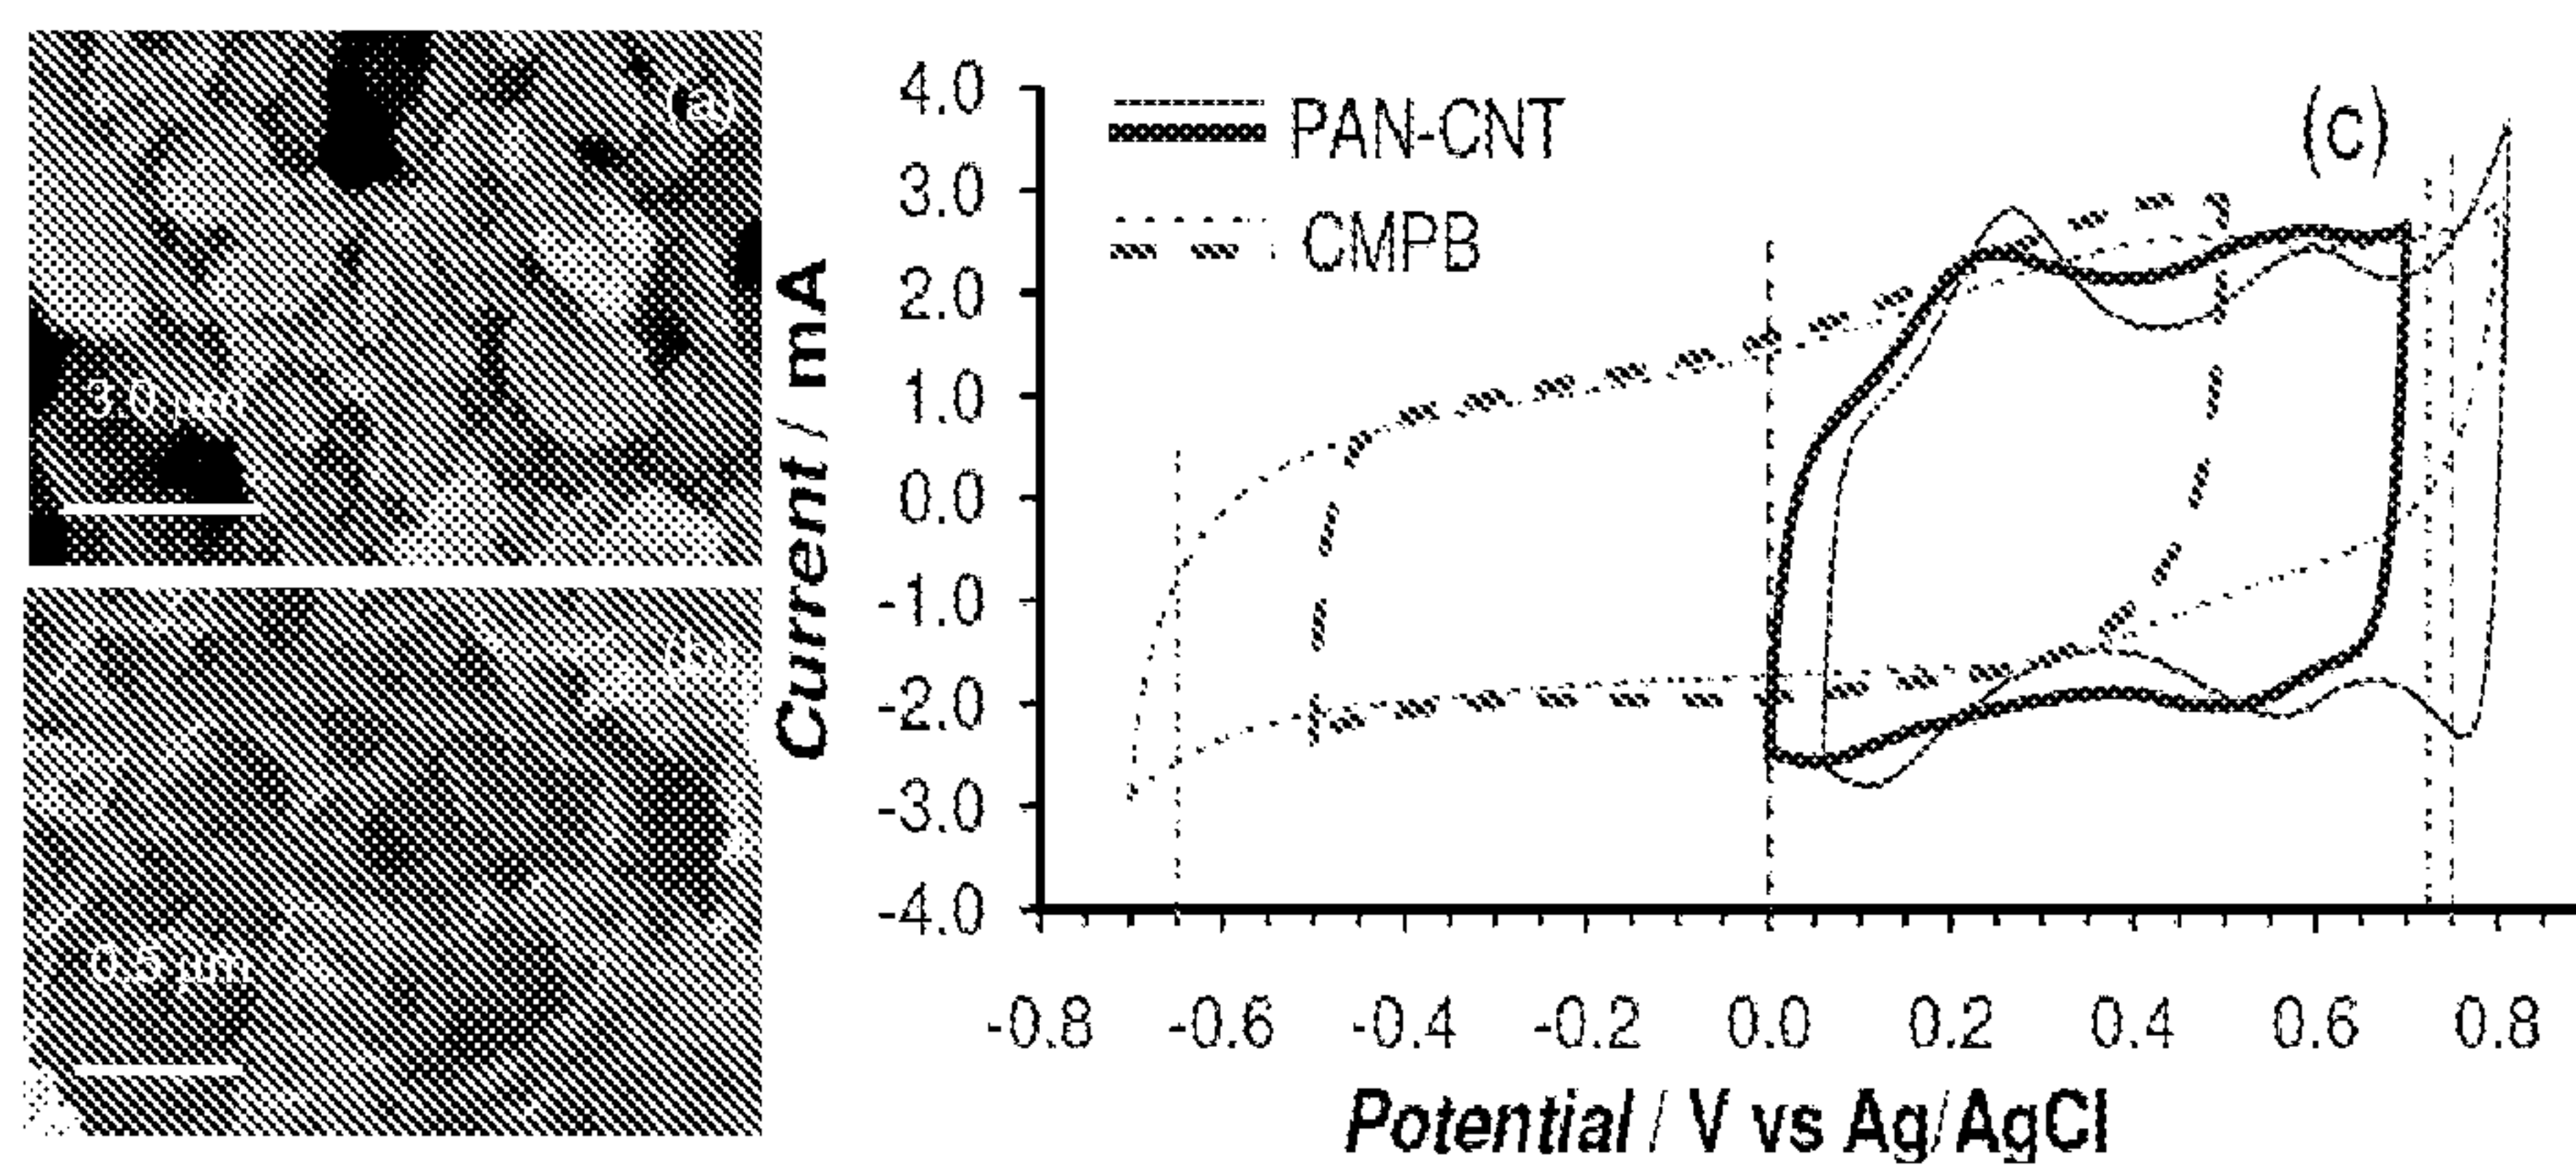 (a)
3.0 µm
(b)
0.5 µm
(c)
PAN-CNT
CMPB
Current / mA
4.0
3.0
2.0
1.0
0.0
-1.0
-2.0
-3.0
-4.0
-0.8 -0.6 -0.4 -0.2 0.0 0.2 0.4 0.6 0.8
Potential / V vs Ag/AgCl